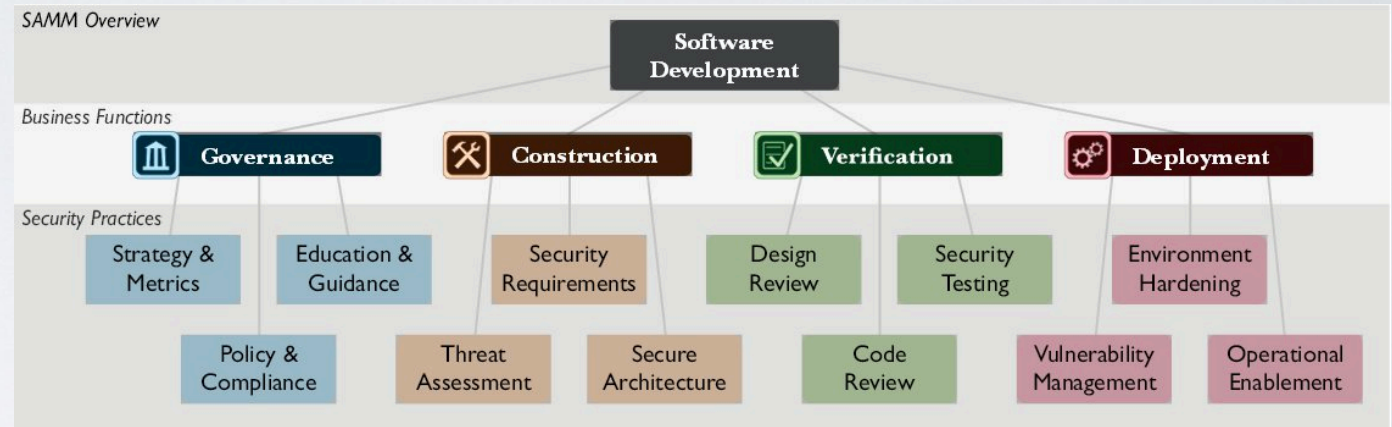 SAMM Overview
Software
Development
Business Functions
Governance
Construction
Verification
Deployment
Security Practices
Strategy &
Metrics
Education &
Guidance
Security
Requirements
Design
Review
Security
Testing
Environment
Hardening
Policy &
Compliance
Threat
Assessment
Secure
Architecture
Code
Review
Vulnerability
Management
Operational
Enablement